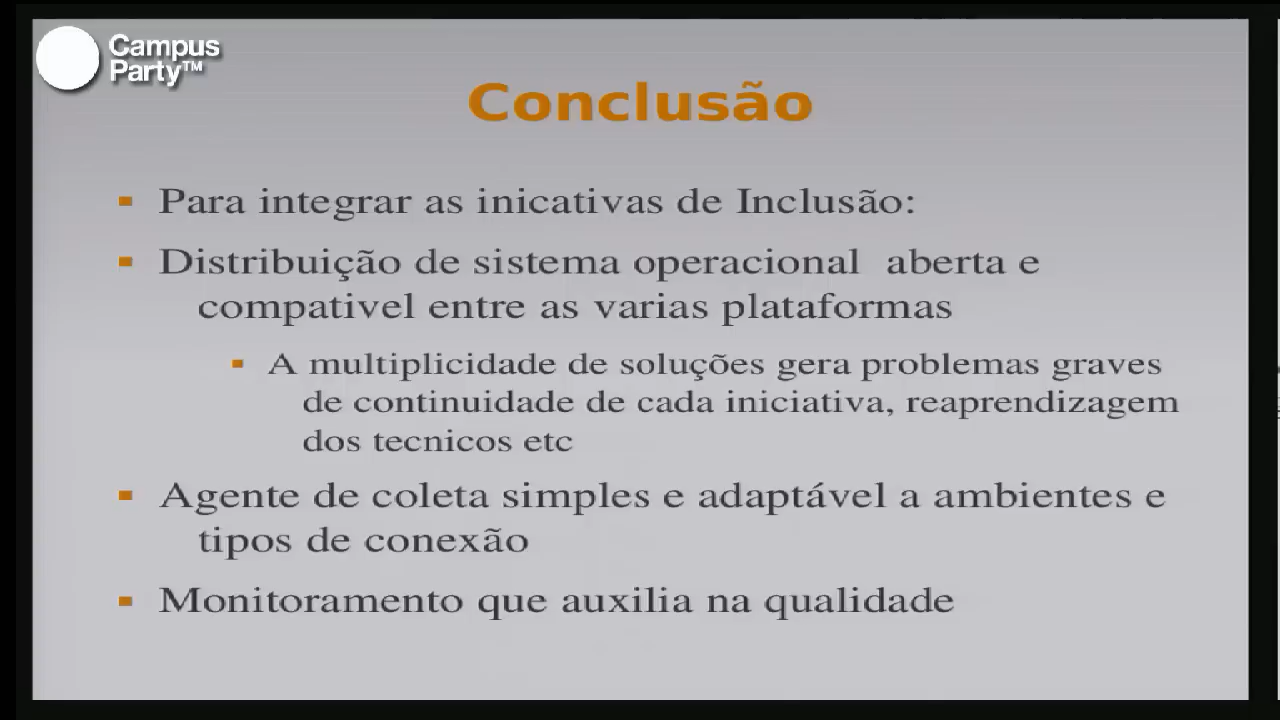 Campus
Party™
Conclusão
Para integrar as inicativas de Inclusão:
Distribuição de sistema operacional aberta e
compativel entre as varias plataformas
A multiplicidade de soluções gera problemas graves
de continuidade de cada iniciativa, reaprendizagem
dos tecnicos etc
Agente de coleta simples e adaptável a ambientes e
tipos de conexão
Monitoramento que auxilia na qualidade